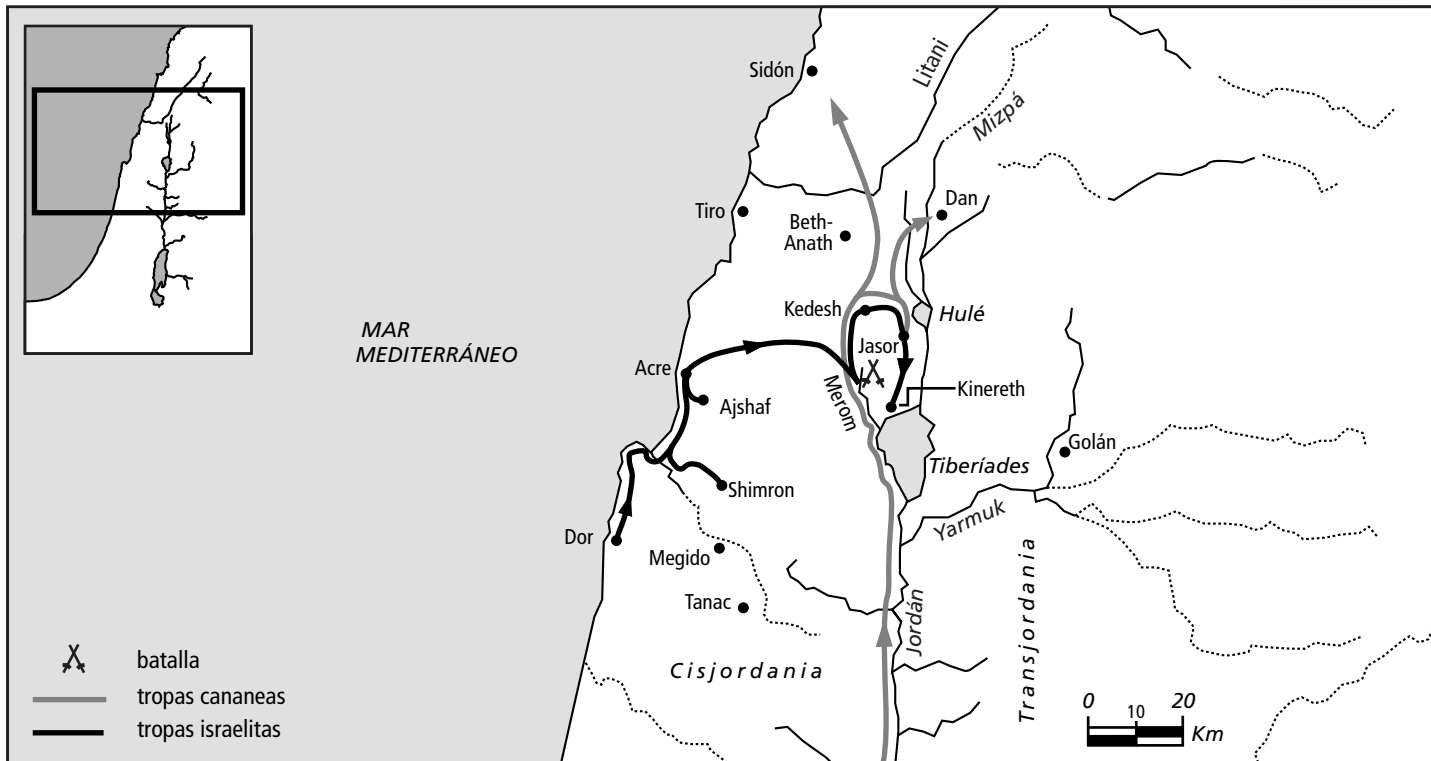 Sidón
Litani
Mizpá
Tiro
Beth-
Anath
Dan
Kedesh
Hulé
MAR
MEDITERRÁNEO
Jasor
Acre
Merom
Kinereth
Ajshaf
Golán
Tiberíades
Shimron
Yarmuk
Dor
Megido
Tanac
Jordán
Transjordania
Cisjordania
batalla
tropas cananeas
tropas israelitas
0 10 20
Km